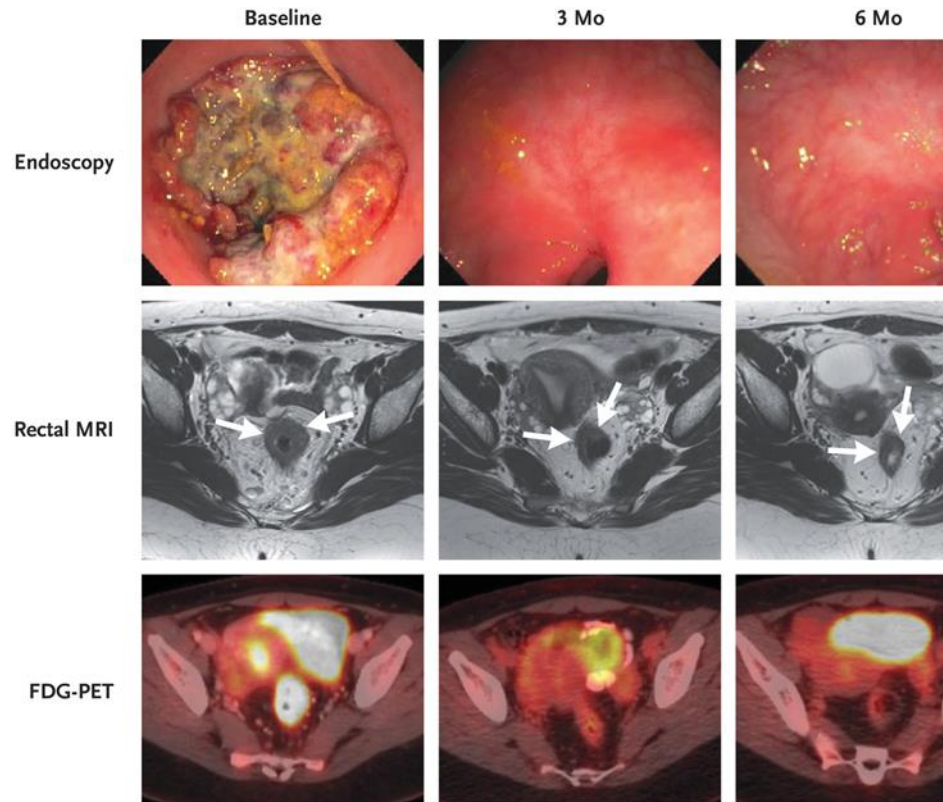 Baseline
3 Mo
6 Mo
Endoscopy
Rectal MRI
FDG-PET